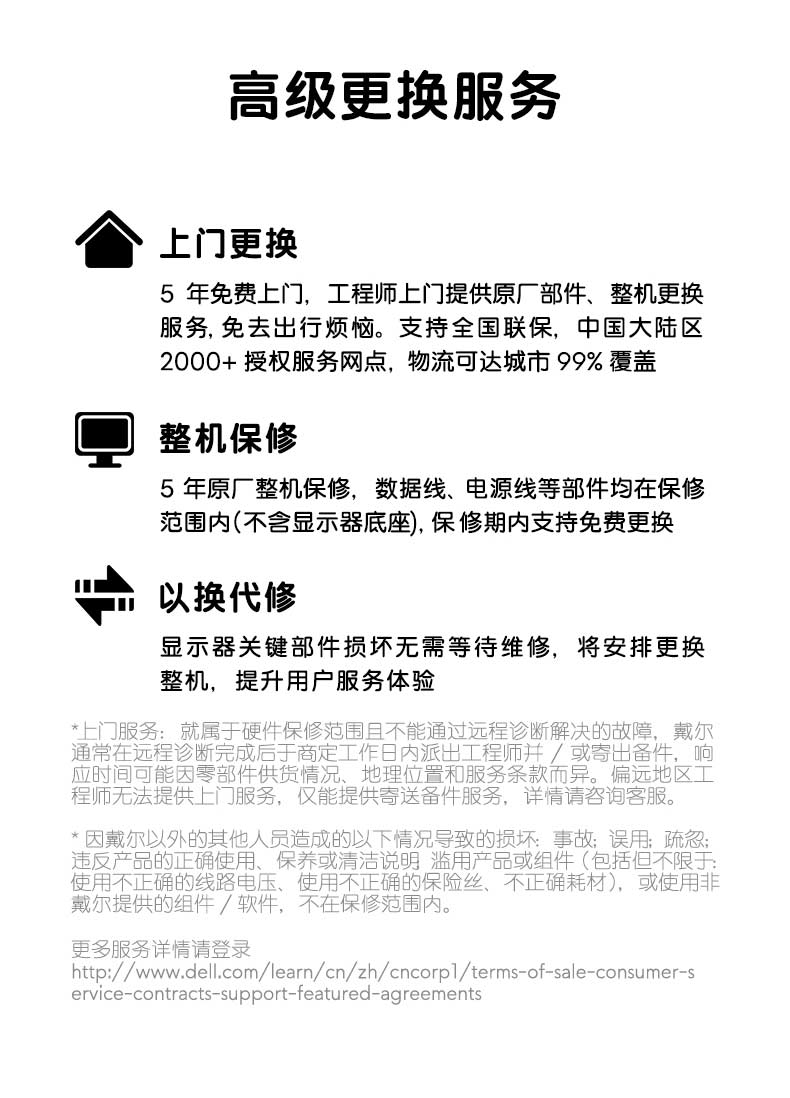 高级更换服务
上门更换
5 年免费上门，工程师上门提供原厂部件、整机更换
服务, 免去出行烦恼。支持全国联保，中国大陆区
2000+ 授权服务网点，物流可达城市 99% 覆盖
整机保修
5 年原厂整机保修，数据线、电源线等部件均在保修
范围内(不含显示器底座), 保修期内支持免费更换
以换代修
显示器关键部件损坏无需等待维修，将安排更换
整机，提升用户服务体验
*上门服务：就属于硬件保修范围且不能通过远程诊断解决的故障，戴尔
通常在远程诊断完成后于商定工作日内派出工程师并 / 或寄出备件，响
应时间可能因零部件供货情况、地理位置和服务条款而异。偏远地区工
程师无法提供上门服务，仅能提供寄送备件服务，详情请咨询客服。
* 因戴尔以外的其他人员造成的以下情况导致的损坏：事故; 误用; 疏忽;
违反产品的正确使用、保养或清洁说明; 滥用产品或组件（包括但不限于:
使用不正确的线路电压、使用不正确的保险丝、不正确耗材），或使用非
戴尔提供的组件 / 软件，不在保修范围内。
更多服务详情请登录
http://www.dell.com/learn/cn/zh/cncorp1/terms-of-sale-consumer-s
ervice-contracts-support-featured-agreements